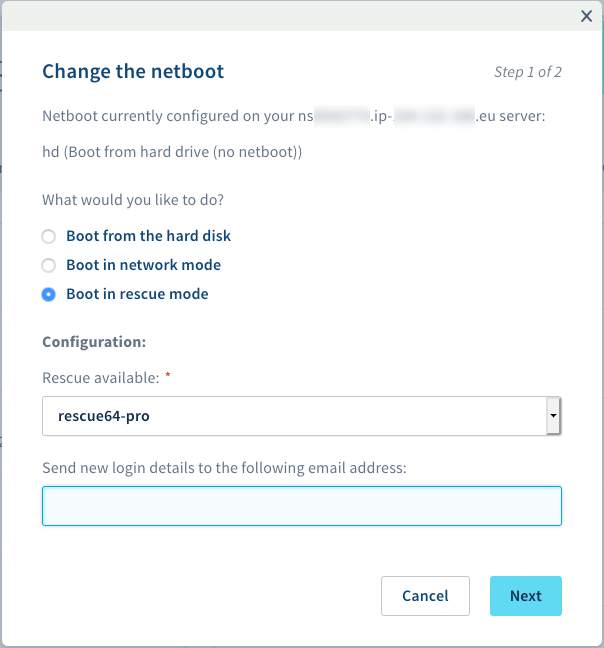 Change the netboot
Step 1 of 2
Netboot currently configured on your ns .ip- .eu server:
hd (Boot from hard drive (no netboot))
What would you like to do?
Boot from the hard disk
Boot in network mode
Boot in rescue mode
Configuration:
Rescue available: *
rescue64-pro
Send new login details to the following email address:
Cancel
Next